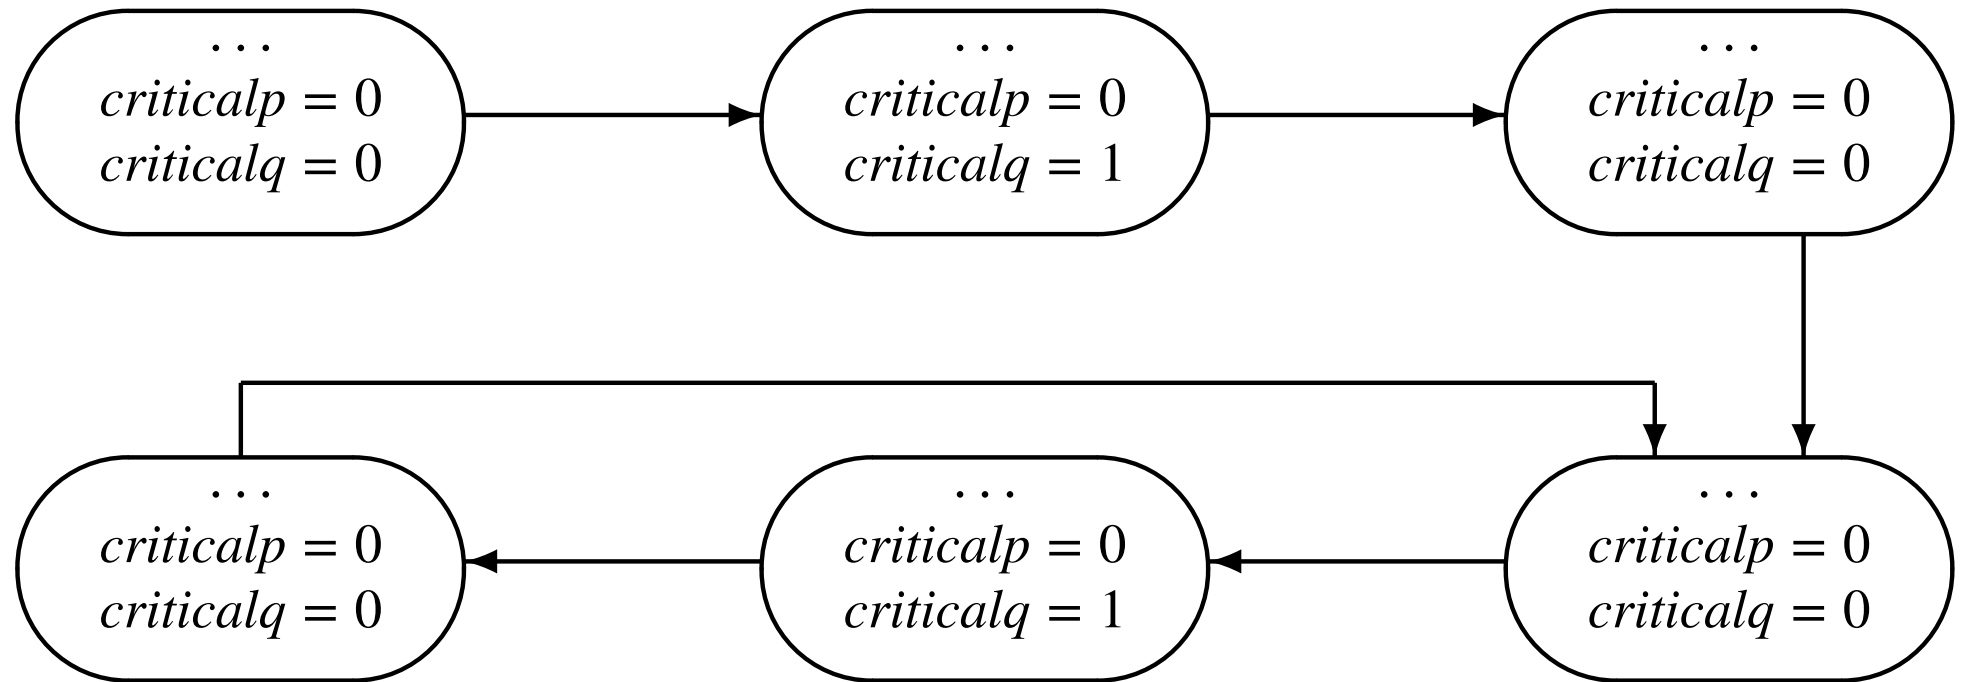 ...
criticalp = 0
criticalq = 0
...
criticalp = 0
criticalq = 1
...
criticalp = 0
criticalq = 0
...
criticalp = 0
criticalq = 0
...
criticalp = 0
criticalq = 1
...
criticalp = 0
criticalq = 0